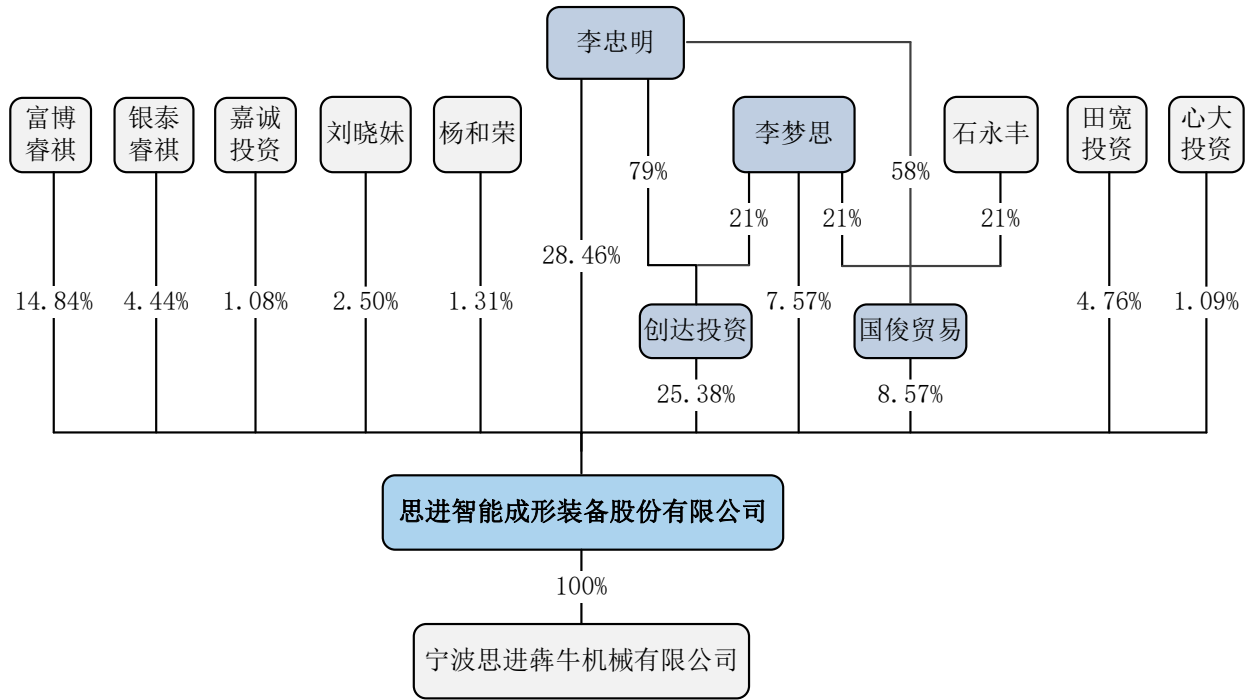 李忠明
富博
睿祺
银泰
睿祺
嘉诚
投资
刘晓妹
杨和荣
李梦思
石永丰
田宽
投资
心大
投资
79%
58%
21%
21%
21%
28.46%
14.84%
4.44%
1.08%
2.50%
1.31%
7.57%
4.76%
1.09%
创达投资
国俊贸易
25.38%
8.57%
思进智能成形装备股份有限公司
100%
宁波思进犇牛机械有限公司